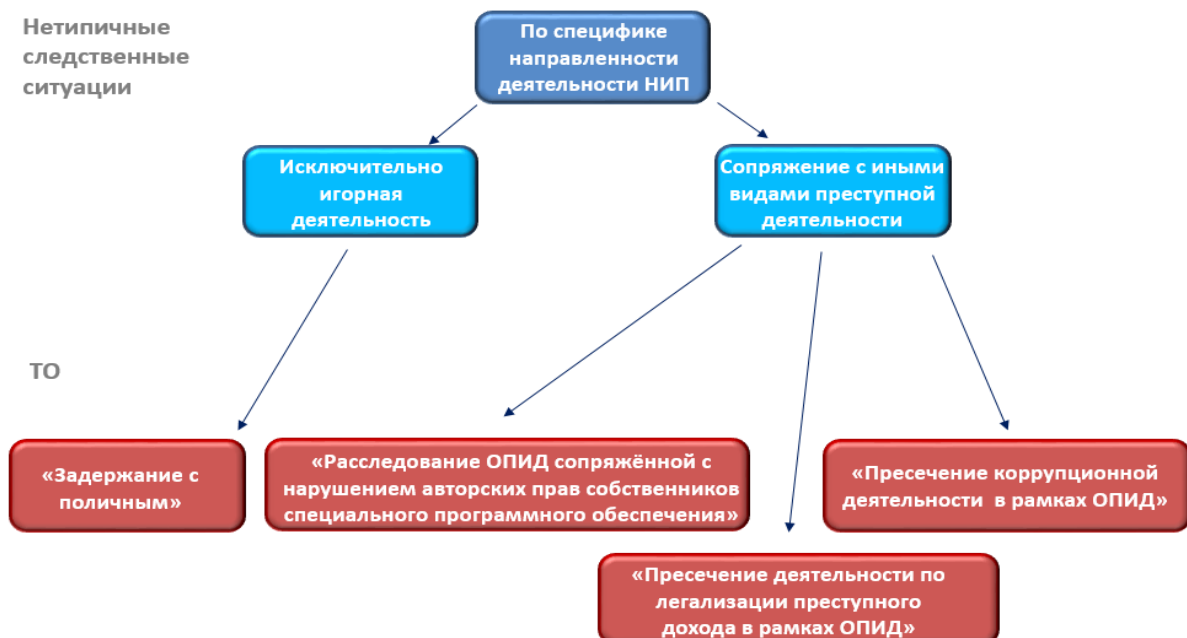 Нетипичные
следственные
ситуации
По специфике
направленности
деятельности НИП
Исключительно
игорная
деятельность
Сопряжение с иными
видами преступной
деятельности
ТО
«Задержание с
поличным»
«Расследование ОПИД сопряжённой с
нарушением авторских прав собственников
специального программного обеспечения»
«Пресечение коррупционной
деятельности в рамках ОПИД»
«Пресечение деятельности по
легализации преступного
дохода в рамках ОПИД»